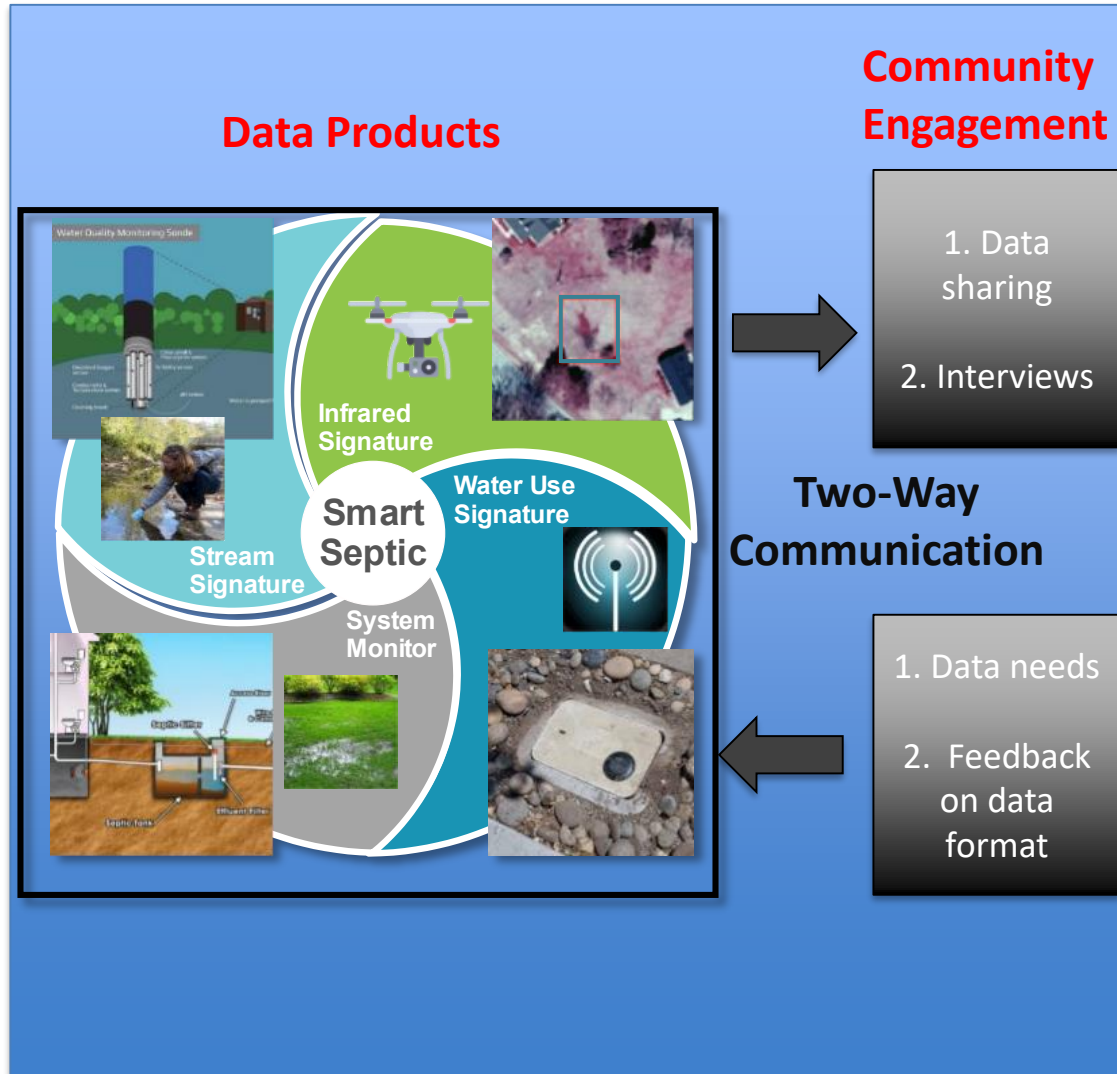 Community
Engagement
Data Products
Water Quality Monitoring Sonde
Infrared
Signature
Water Use
Signature
Smart
Septic
Stream
Signature
System
Monitor
Septic Tank
Effluent Filter
1. Data
sharing
2. Interviews
Two-Way
Communication
1. Data needs
2. Feedback
on data
format